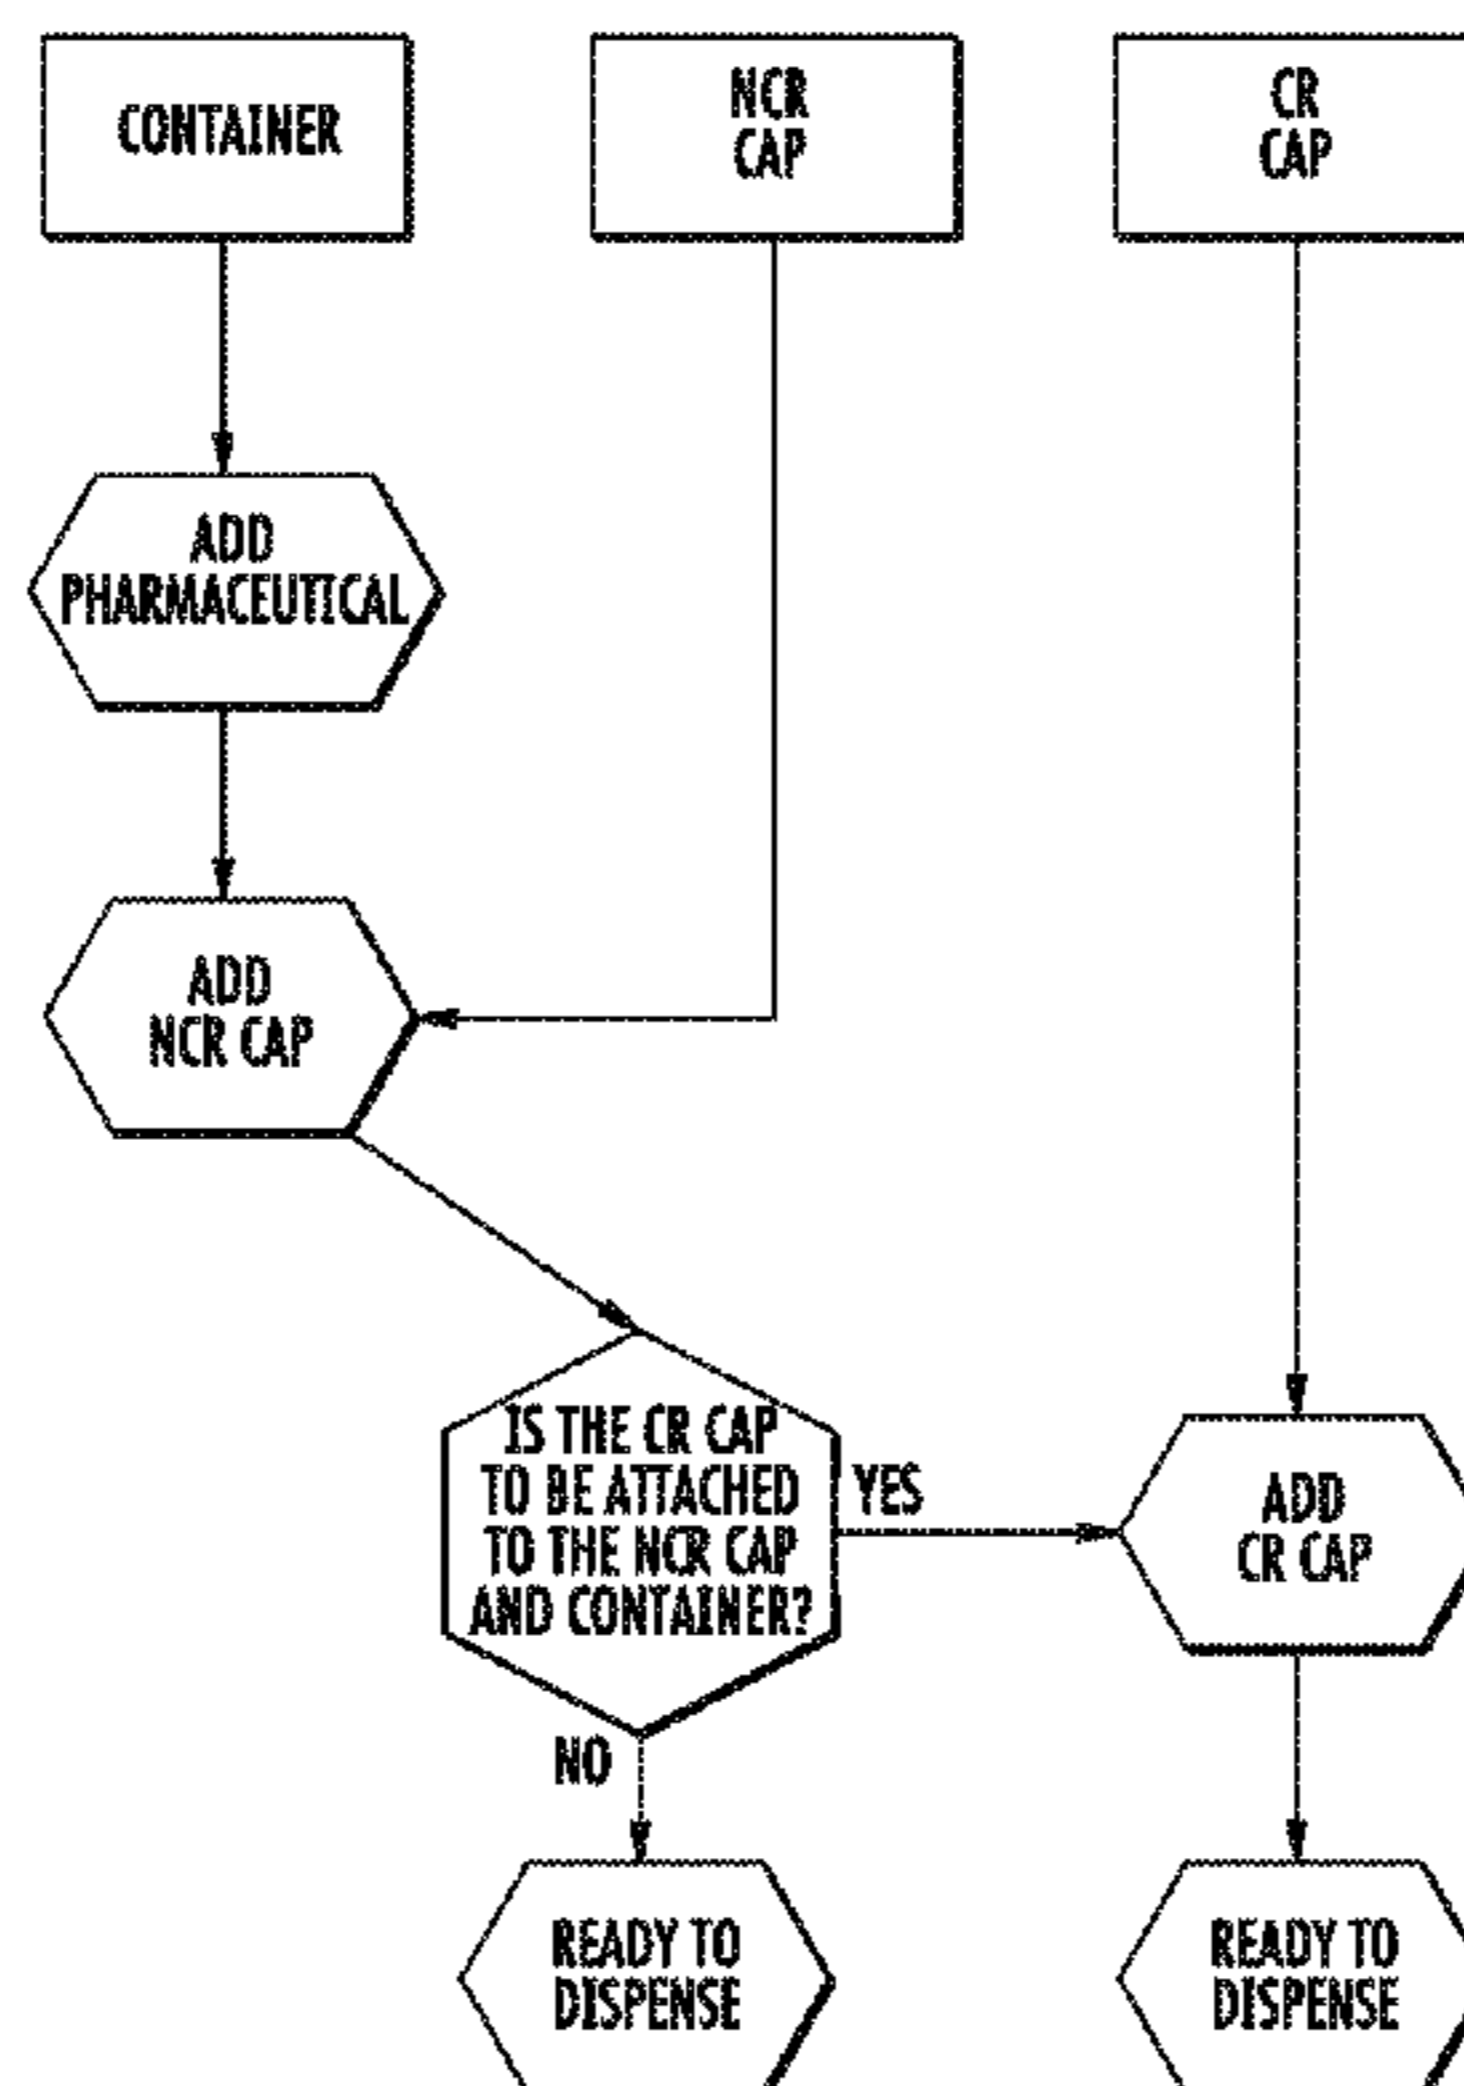 CONTAINER
NCR
CAP
CR
CAP
ADD
PHARMACEUTICAL
ADD
NCR CAP
IS THE CR CAP
TO BE ATTACHED
TO THE NCR CAP
AND CONTAINER?
YES
ADD
CR CAP
NO
READY TO
DISPENSE
READY TO
DISPENSE